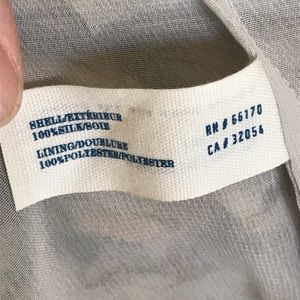 SHELL/EXTÉRIEUR
100%SILK/SOIE
LINING/DOUBLURE
100%POLYESTER/POLYESTER
RN # 66170
CA # 32054